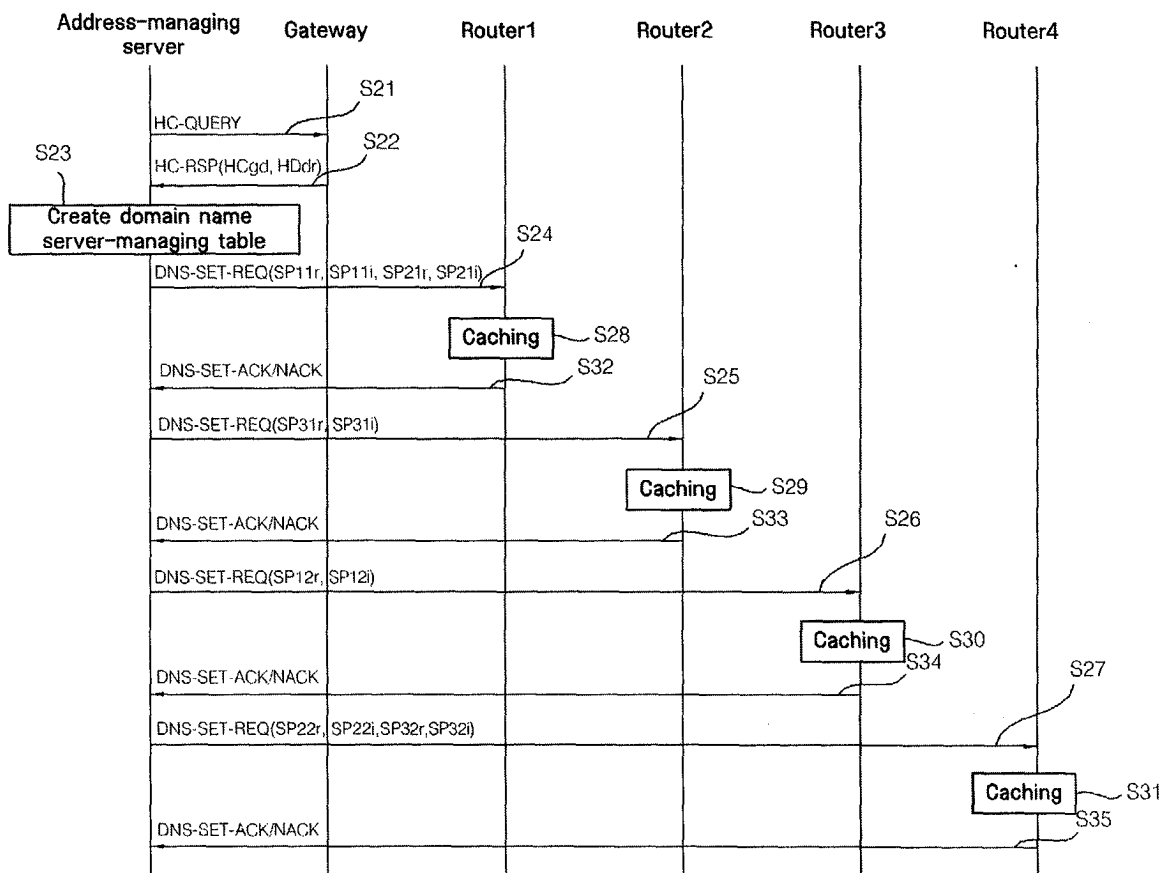 Address-managing
server
Gateway
Router1
Router2
Router3
Router4
S21
HC-QUERY
S22
S23
HC-RSP(HCgd, HDdr)
Create domain name
server-managing table
S24
DNS-SET-REQ(SP11r, SP11i, SP21r, SP21i)
Caching
S28
DNS-SET-ACK/NACK
S32
S25
DNS-SET-REQ(SP31r, SP31i)
Caching
S29
DNS-SET-ACK/NACK
S33
S26
DNS-SET-REQ(SP12r, SP12i)
Caching
S30
DNS-SET-ACK/NACK
S34
S27
DNS-SET-REQ(SP22r, SP22i,SP32r,SP32i)
Caching
S31
DNS-SET-ACK/NACK
S35